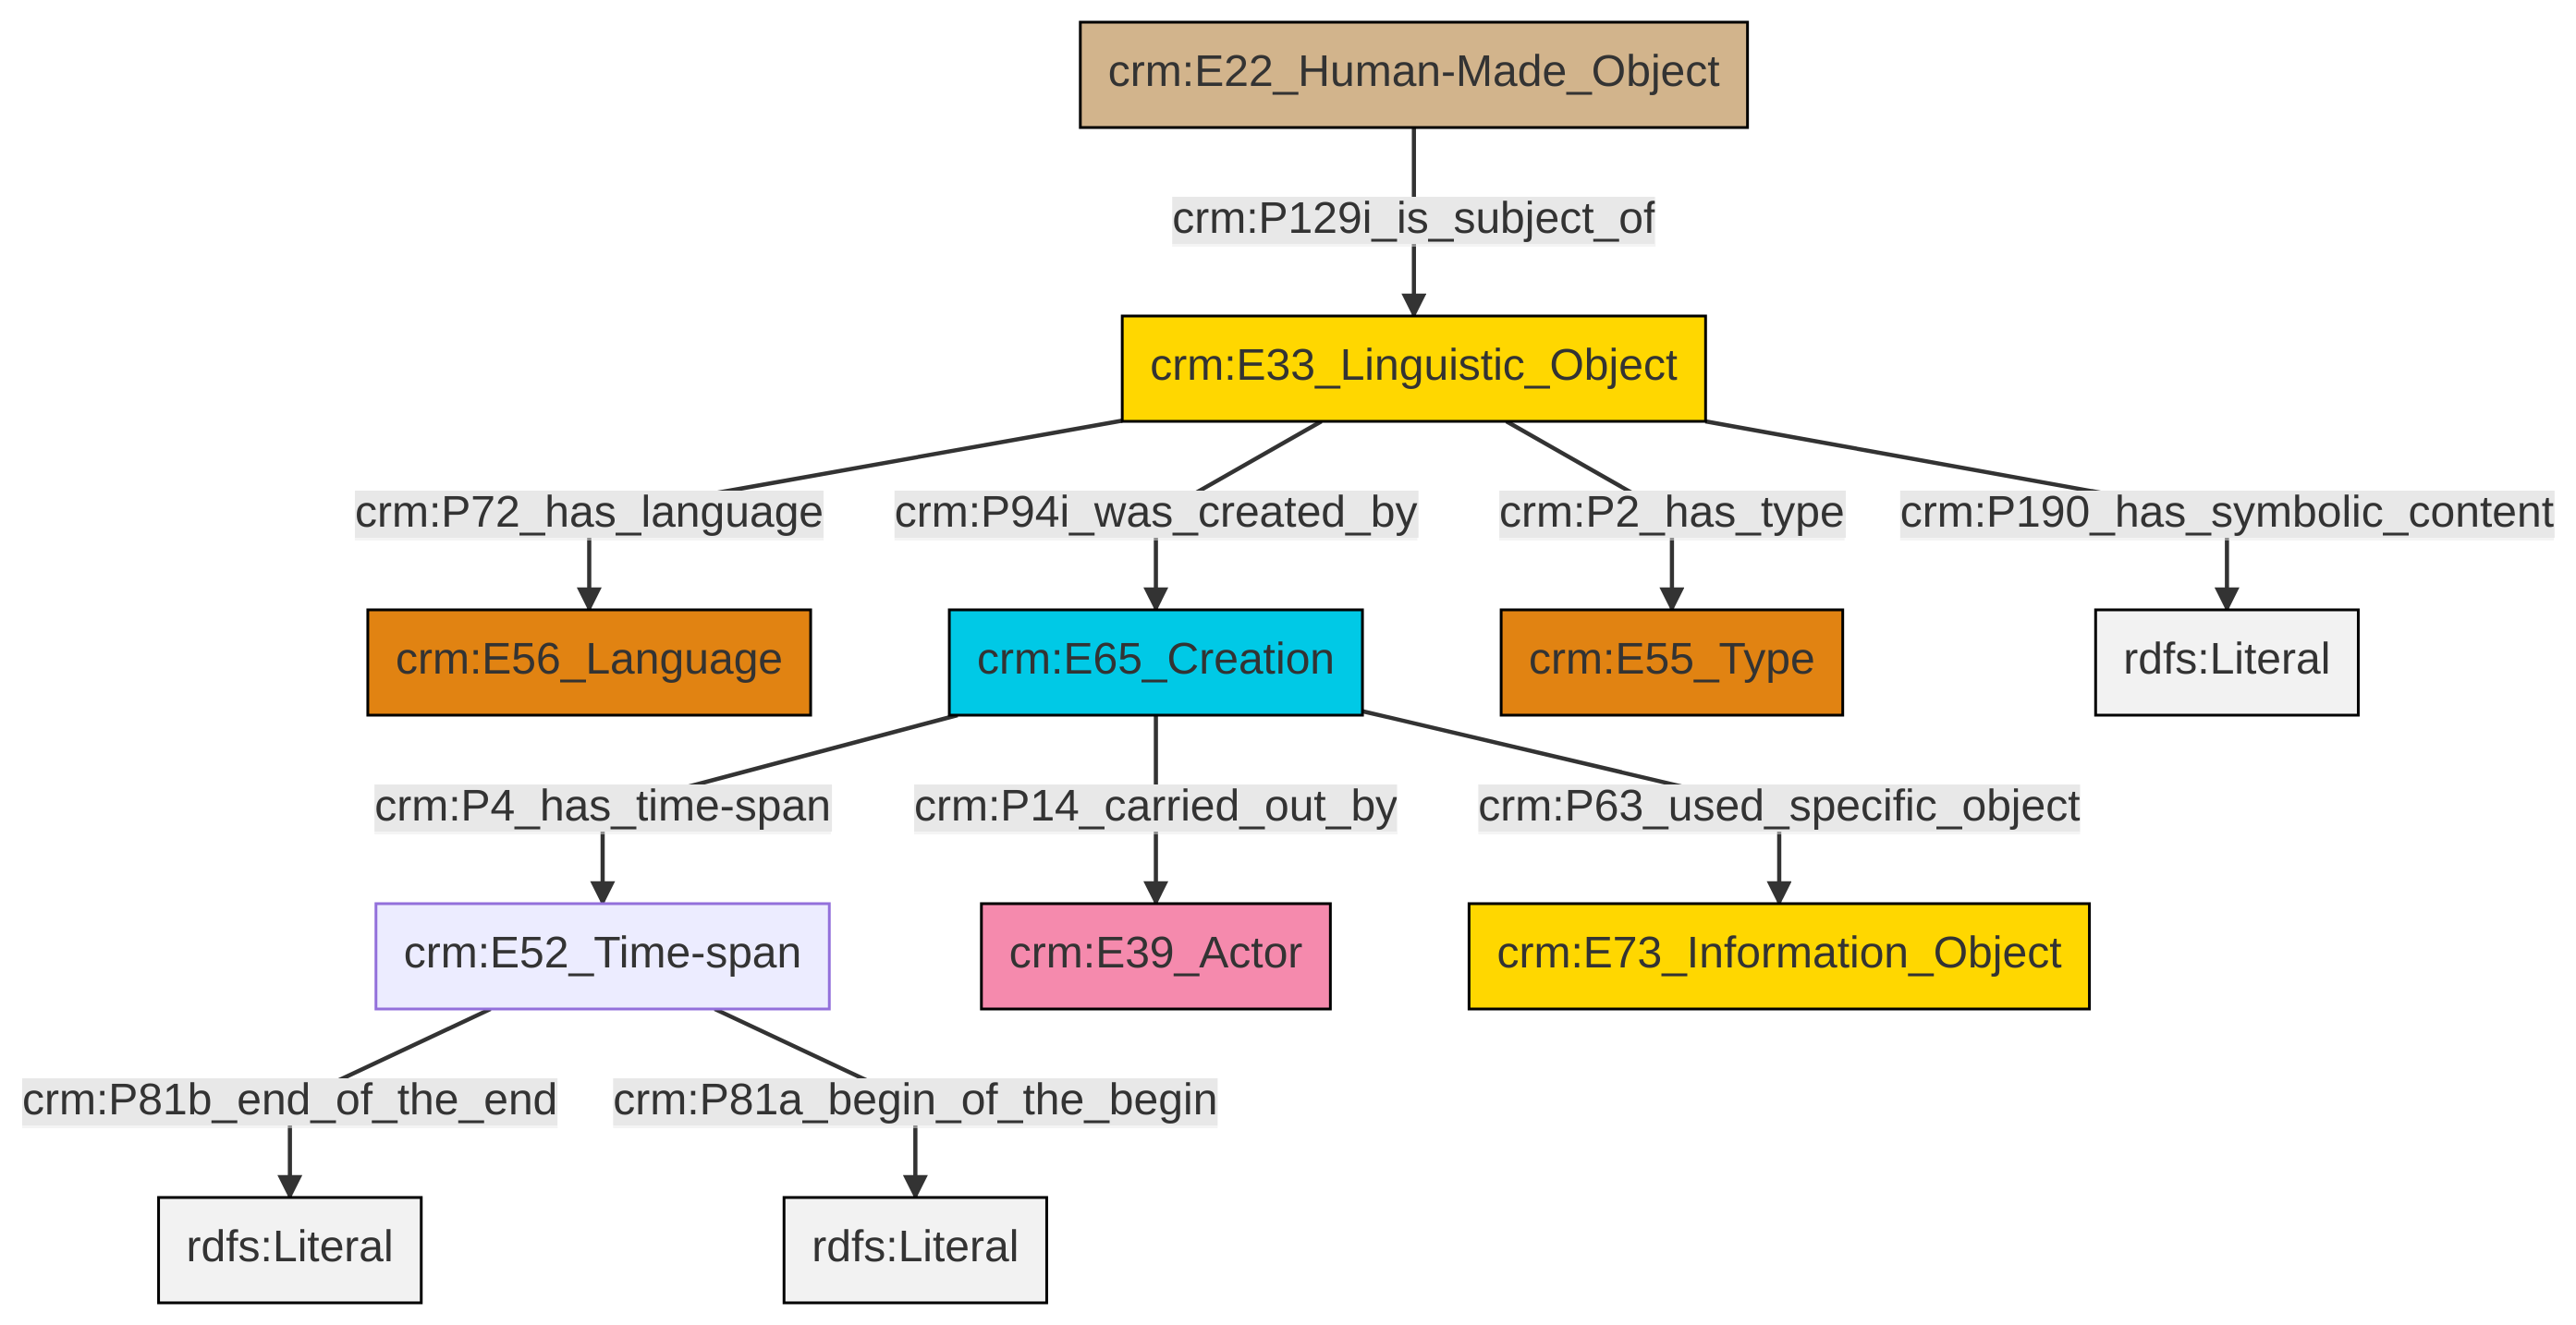 crm:E22_Human-Made_Object
crm:P129i_is_subject_of
crm:E33_Linguistic_Object
crm:P72_has_language
crm:P94i_was_created_by
crm:P2_has_type
crm:P190_has_symbolic_content
crm:E56_Language
crm:E65_Creation
crm:E55_Type
rdfs:Literal
crm:P4_has_time-span
crm:P14_carried_out_by
crm:P63_used_specific_object
crm:E52_Time-span
crm:E39_Actor
crm:E73_Information_Object
crm:P81b_end_of_the_end
crm:P81a_begin_of_the_begin
rdfs:Literal
rdfs:Literal